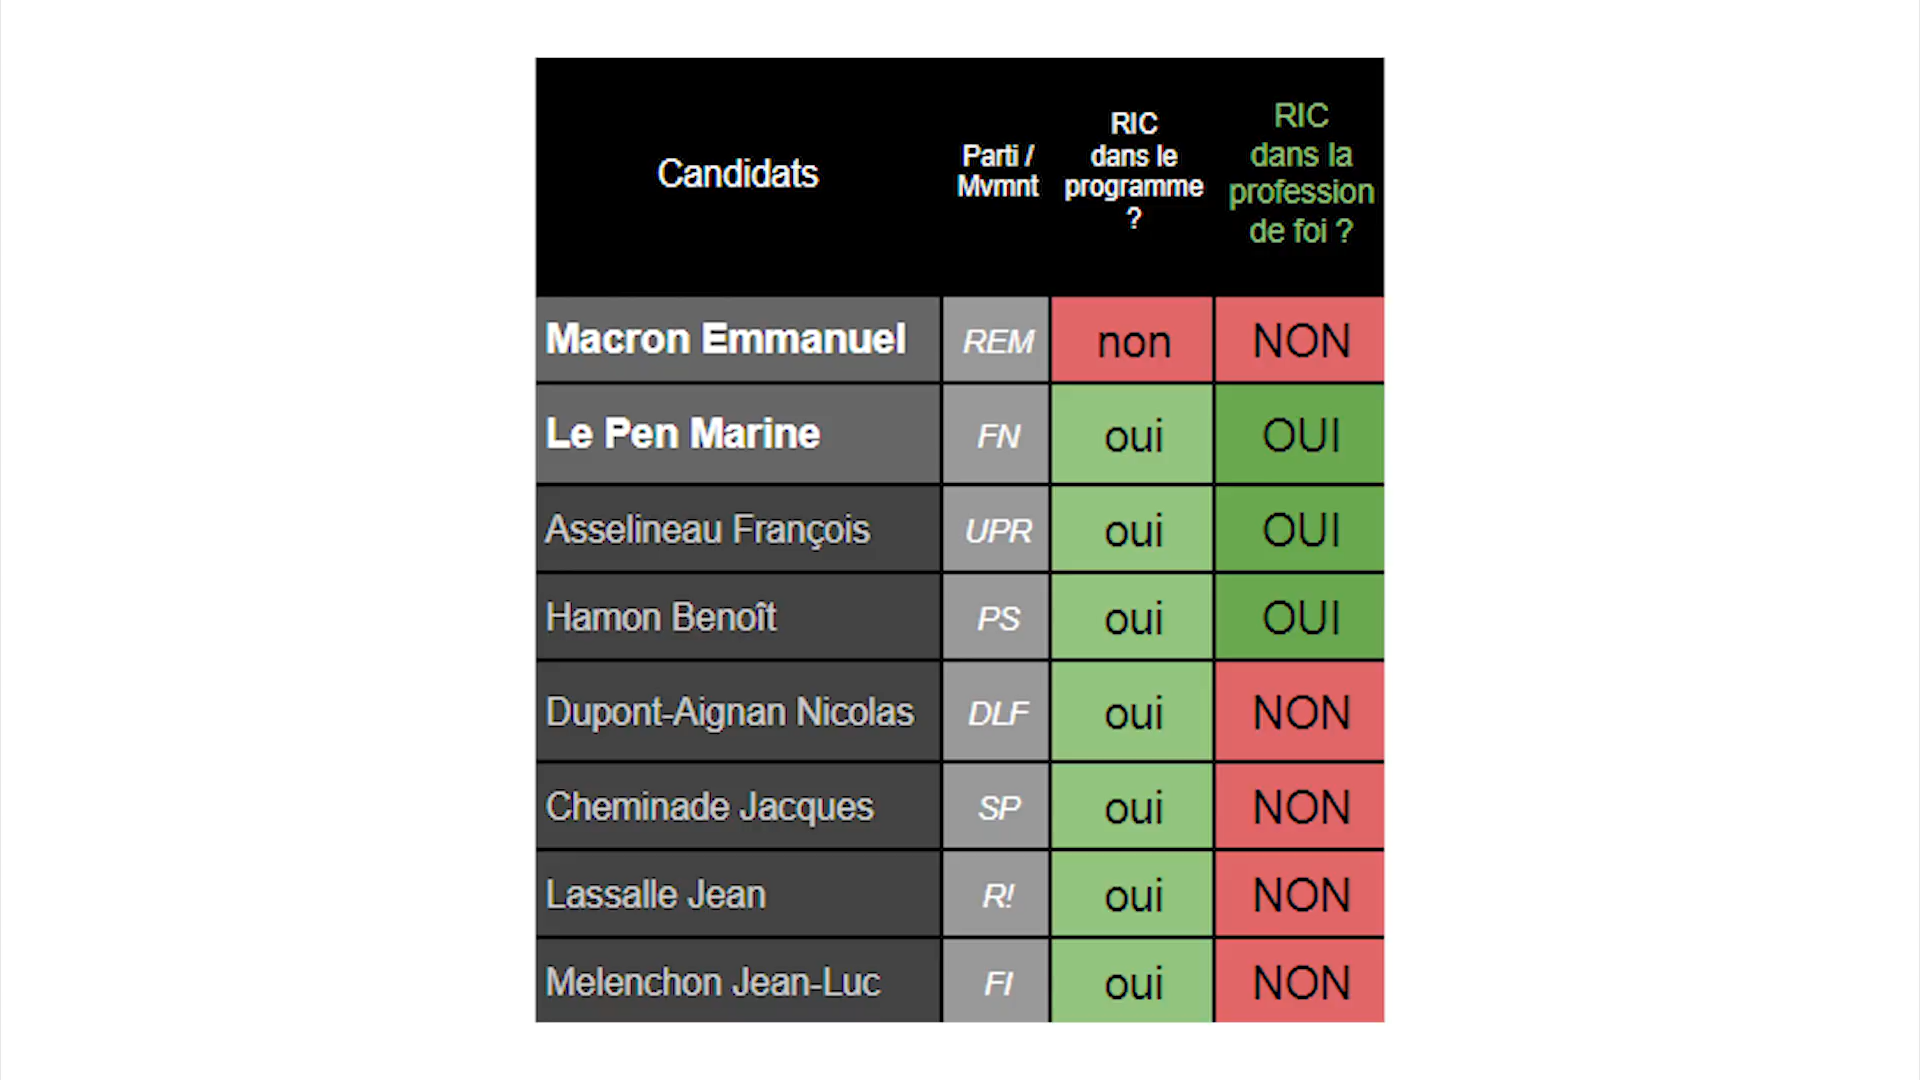 Candidats
Parti /
Mvmnt
RIC
dans le
programme
?
RIC
dans la
profession
de foi ?
Macron Emmanuel REM non NON
Le Pen Marine FN oui OUI
Asselineau François UPR oui OUI
Hamon Benoît PS oui OUI
Dupont-Aignan Nicolas DLF oui NON
Cheminade Jacques SP oui NON
Lassalle Jean R! oui NON
Melenchon Jean-Luc FI oui NON